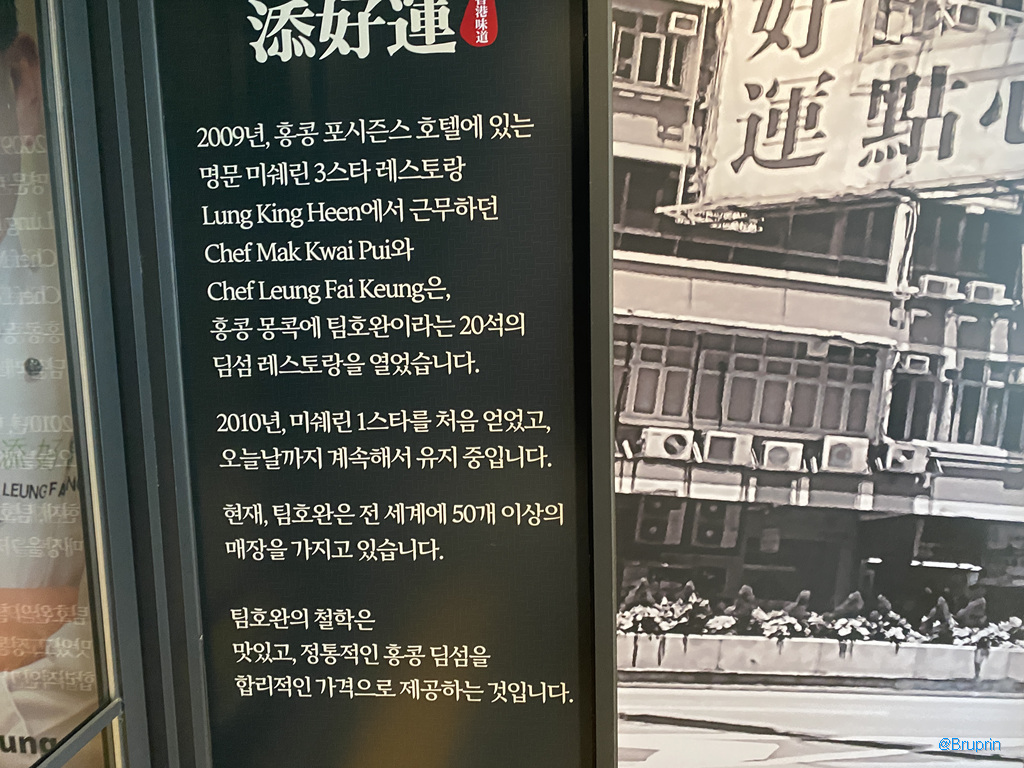 添好運
香港味道
2009년, 홍콩 포시즌스 호텔에 있는
명문 미쉐린 3스타 레스토랑
Lung King Heen에서 근무하던
Chef Mak Kwai Pui와
Chef Leung Fai Keung은,
홍콩 몽콕에 팀호완이라는 20석의
딤섬 레스토랑을 열었습니다.
2010년, 미쉐린 1스타를 처음 얻었고,
오늘날까지 계속해서 유지 중입니다.
현재, 팀호완은 전 세계에 50개 이상의
매장을 가지고 있습니다.
팀호완의 철학은
맛있고, 정통적인 홍콩 딤섬을
합리적인 가격으로 제공하는 것입니다.
好
運 點心
LEUNG FA
ung
@Bruprin